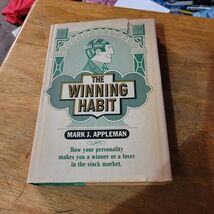 THE
WINNING
HABIT
MARK J. APPLEMAN
How your personality
makes you a winner or a loser
in the stock market.